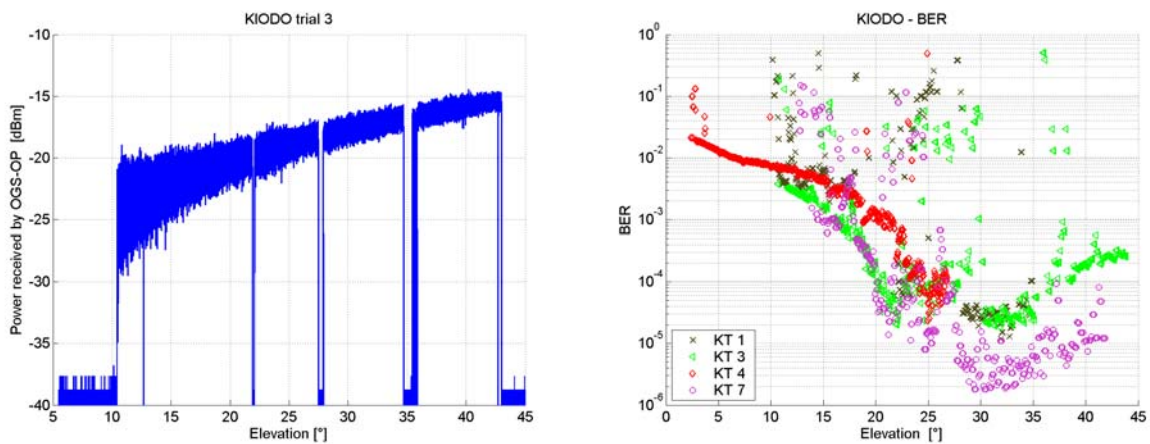 KIODO trial 3
Power received by OGS-OP [dBm]
-10
-15
-20
-25
-30
-35
-40
5 10 15 20 25 30 35 40 45
Elevation [°]
KIODO - BER
BER
10^0
10^-1
10^-2
10^-3
10^-4
10^-5
10^-6
KT 1
KT 3
KT 4
KT 7
0 5 10 15 20 25 30 35 40 45
Elevation [°]